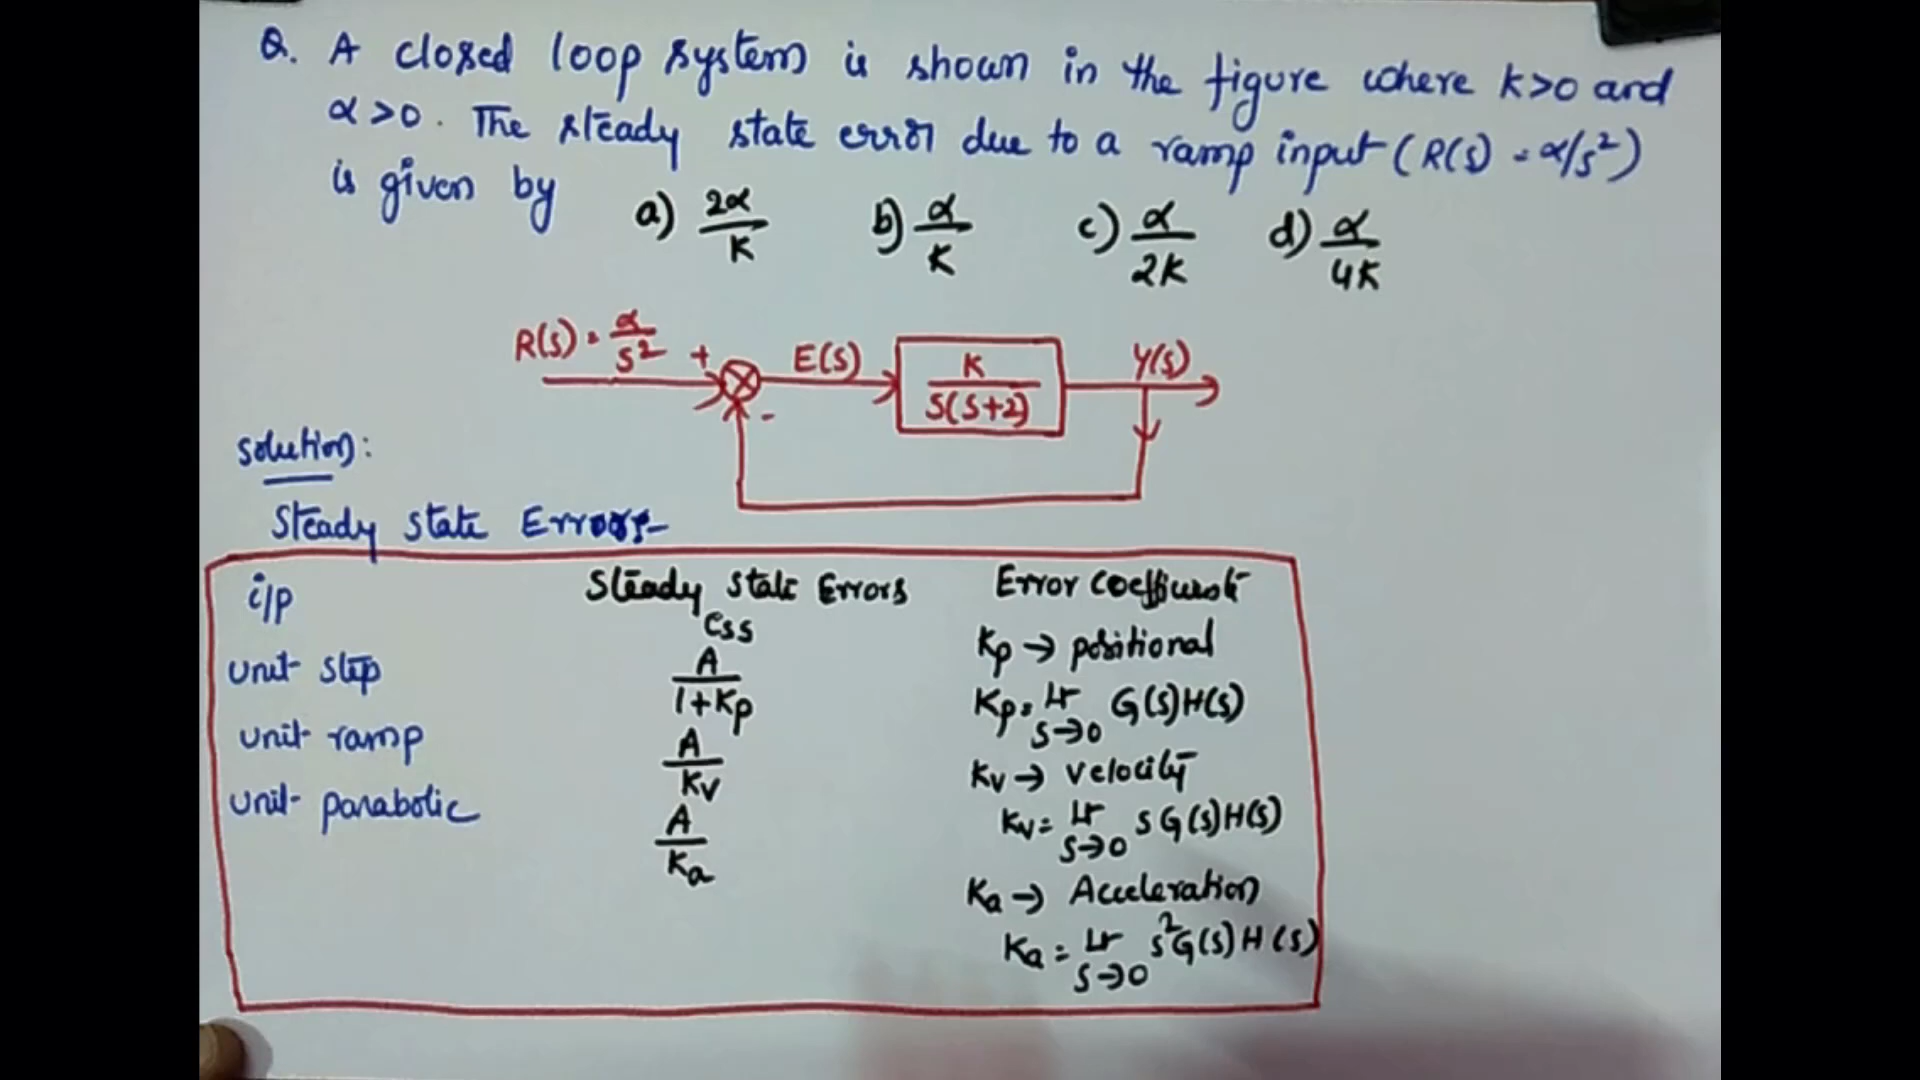 Q. A closed loop system is shown in the figure where K>0 and
α>0. The steady state error due to a ramp input (R(s) = α/s²)
is given by
a) 2α/K b) α/K c) α/2K d) α/4K
R(s) = α/s² + E(s) K/S(S+2) Y(s)
-
Solution:
Steady State Errors-
i/p Steady State Errors Error coefficient
ess
Kp → positional
unit step A/1+Kp Kp = Lt S→0 G(s)H(s)
unit ramp A/Kv Kv → velocity
Kv = Lt S→0 S G(s)H(s)
unit parabolic A/Ka Ka → Acceleration
Ka = Lt S→0 s²G(s)H(s)